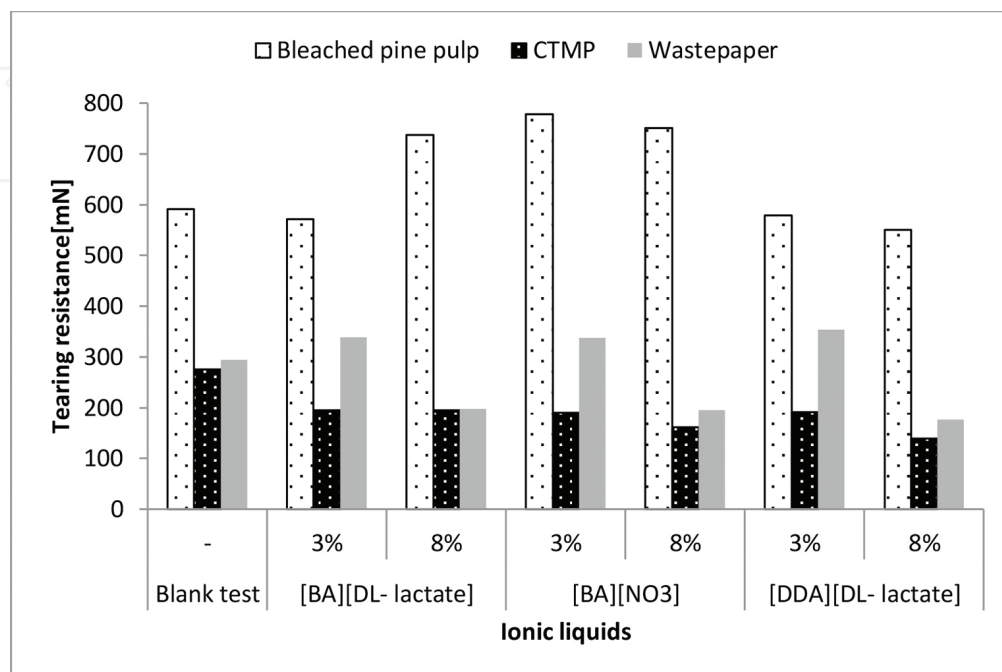 Bleached pine pulp CTMP Wastepaper
800
700
600
500
400
300
200
100
0
Tearing resistance[mN]
- 3% 8% 3% 8% 3% 8%
Blank test [BA][DL- lactate] [BA][NO3] [DDA][DL- lactate]
Ionic liquids